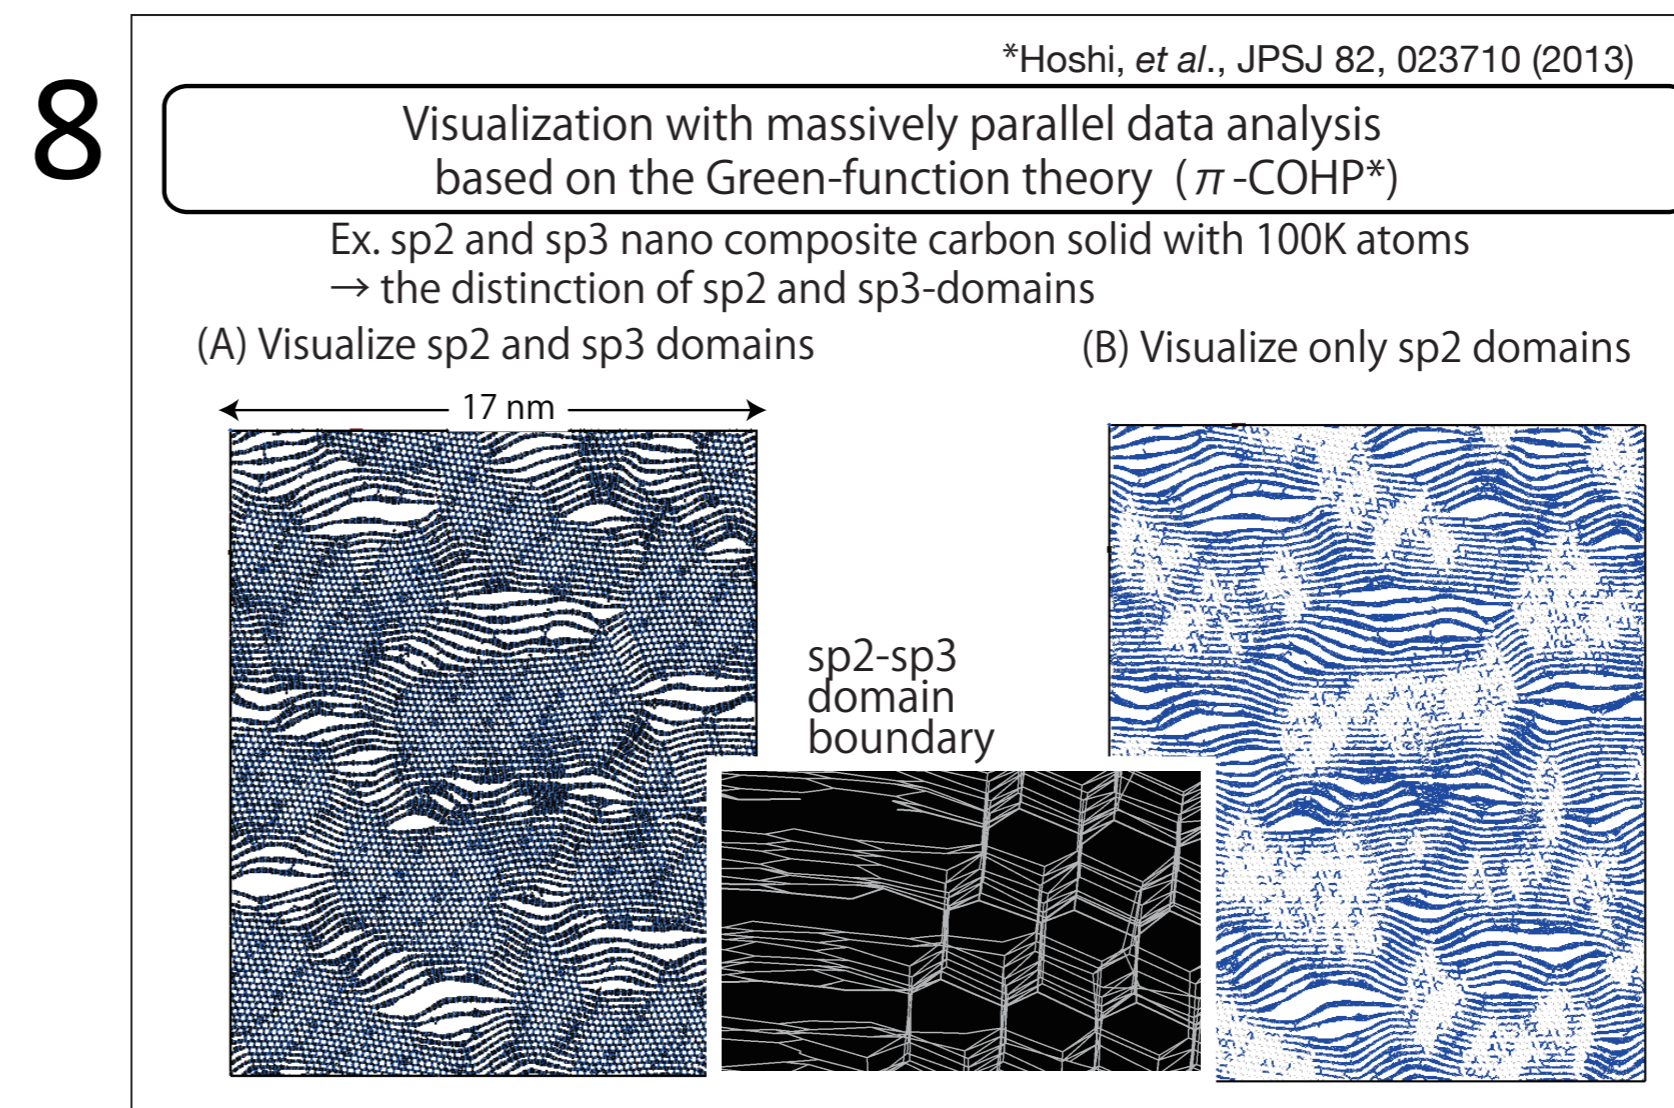 8
*Hoshi, et al., JPSJ 82, 023710 (2013)
Visualization with massively parallel data analysis
based on the Green-function theory (π-COHP*)
Ex. sp2 and sp3 nano composite carbon solid with 100K atoms
→ the distinction of sp2 and sp3-domains
(A) Visualize sp2 and sp3 domains
(B) Visualize only sp2 domains
17 nm
sp2-sp3
domain
boundary